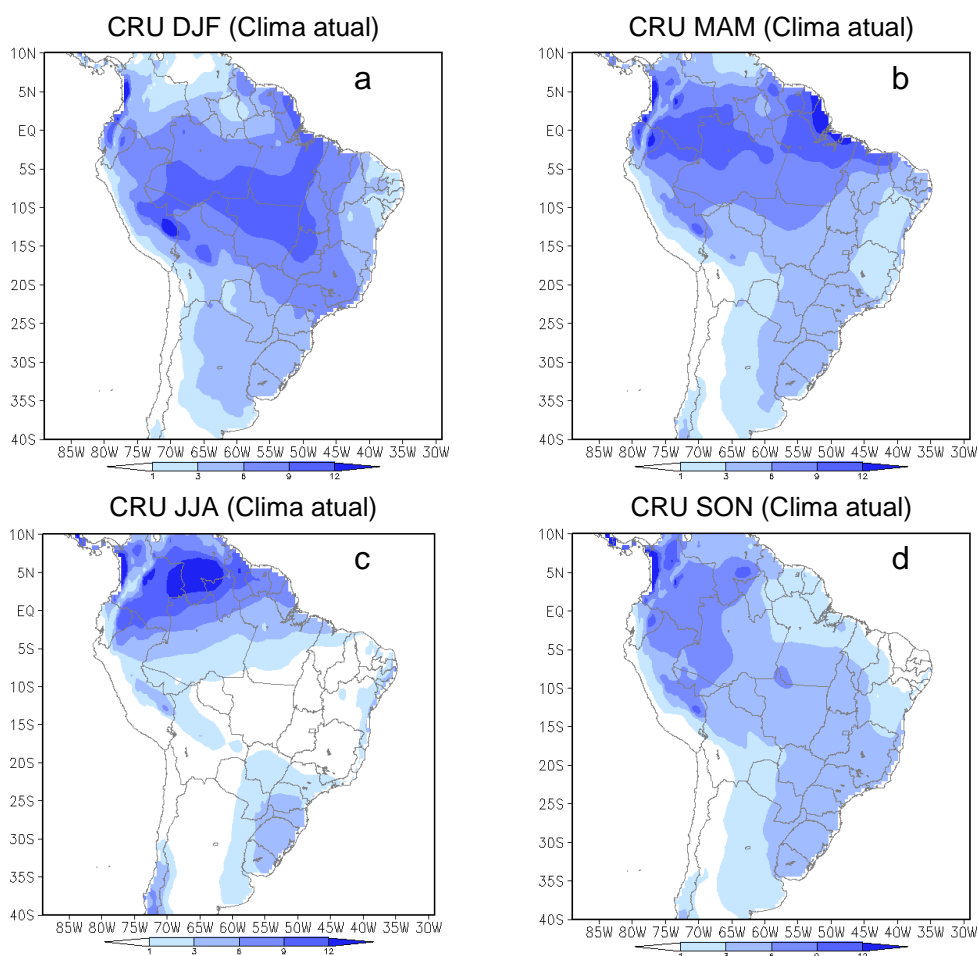 CRU DJF (Clima atual) CRU MAM (Clima atual)
a b
10N 10N
5N 5N
EQ EQ
5S 5S
10S 10S
15S 15S
20S 20S
25S 25S
30S 30S
35S 35S
40S 40S
85W 80W 75W 70W 65W 60W 55W 50W 45W 40W 35W 30W 85W 80W 75W 70W 65W 60W 55W 50W 45W 40W 35W 30W
1 3 6 9 12 1 3 6 9 12
CRU JJA (Clima atual) CRU SON (Clima atual)
c d
10N 10N
5N 5N
EQ EQ
5S 5S
10S 10S
15S 15S
20S 20S
25S 25S
30S 30S
35S 35S
40S 40S
85W 80W 75W 70W 65W 60W 55W 50W 45W 40W 35W 30W 85W 80W 75W 70W 65W 60W 55W 50W 45W 40W 35W 30W
1 3 6 9 12 1 3 6 9 12